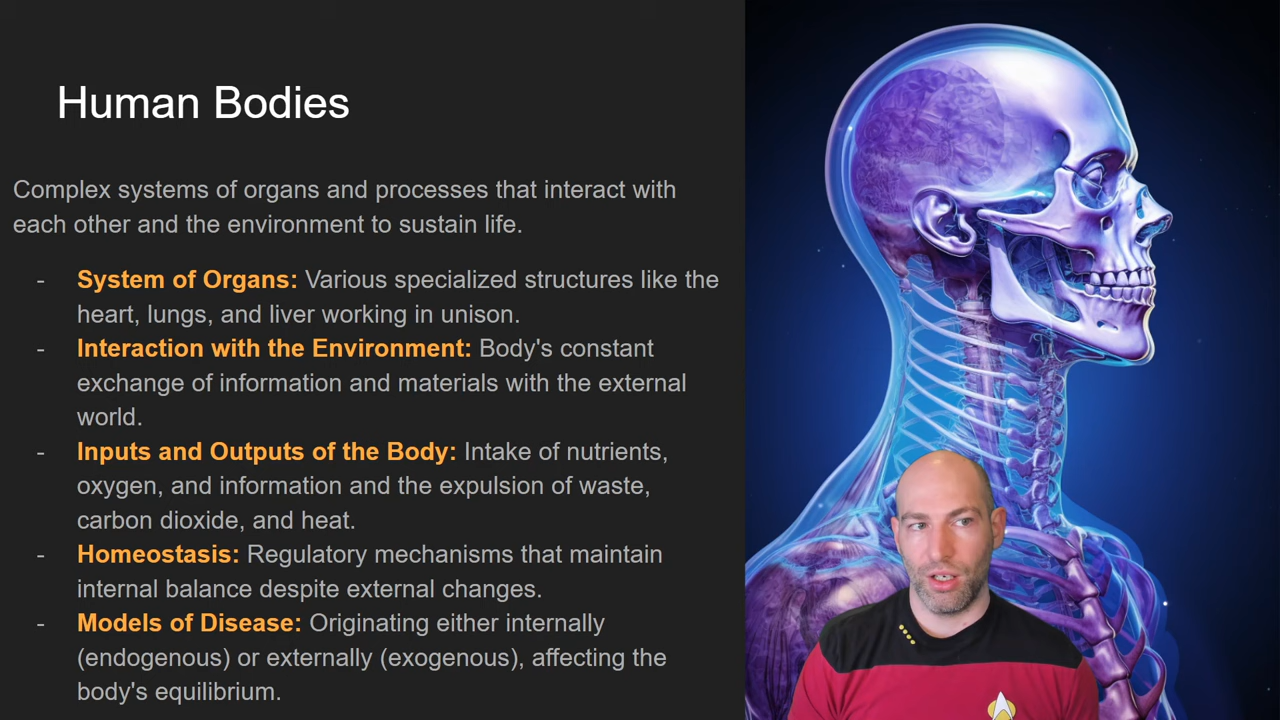 Human Bodies
Complex systems of organs and processes that interact with
each other and the environment to sustain life.
- System of Organs: Various specialized structures like the
heart, lungs, and liver working in unison.
- Interaction with the Environment: Body's constant
exchange of information and materials with the external
world.
- Inputs and Outputs of the Body: Intake of nutrients,
oxygen, and information and the expulsion of waste,
carbon dioxide, and heat.
- Homeostasis: Regulatory mechanisms that maintain
internal balance despite external changes.
- Models of Disease: Originating either internally
(endogenous) or externally (exogenous), affecting the
body's equilibrium.